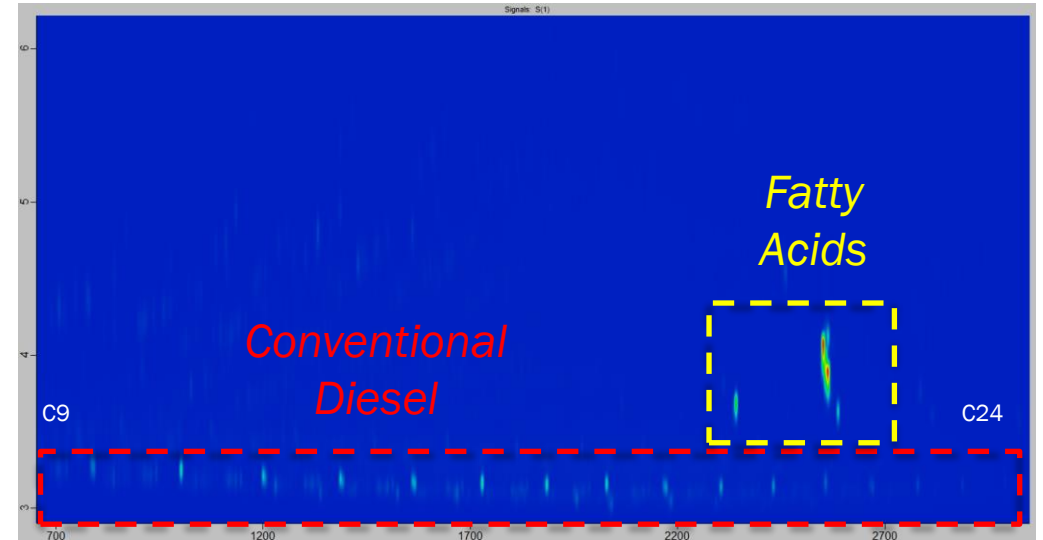 Signals: S(1)
6
5
Fatty
Acids
4
Conventional
Diesel
C9
C24
3
700 1200 1700 2200 2700